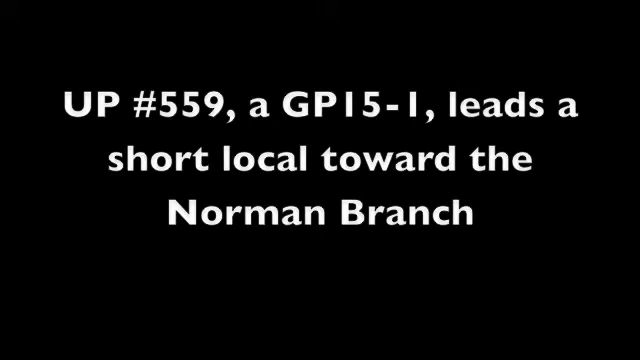 UP #559, a GP15-1, leads a
short local toward the
Norman Branch